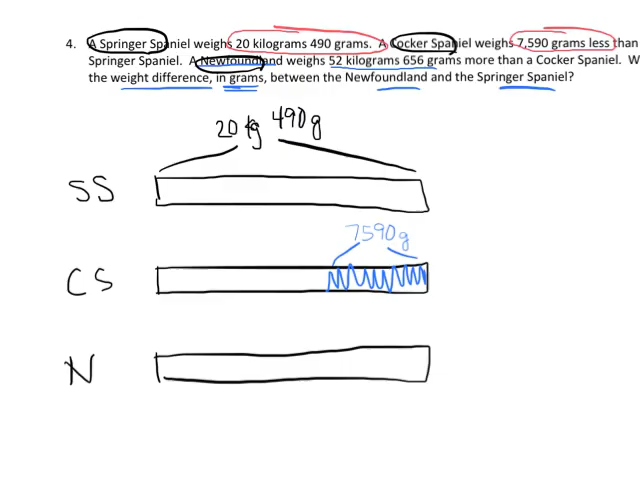 4. A Springer Spaniel weighs 20 kilograms 490 grams. A Cocker Spaniel weighs 7,590 grams less than
Springer Spaniel. A Newfoundland weighs 52 kilograms 656 grams more than a Cocker Spaniel. W
the weight difference, in grams, between the Newfoundland and the Springer Spaniel?
20 kg 490 g
SS
7590g
CS
N